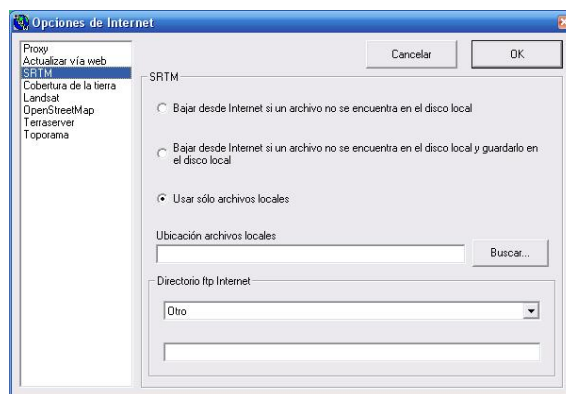 Opciones de Internet
Proxy
Actualizar vía web
SRTM
Cobertura de la tierra
Landsat
OpenStreetMap
Terraserver
Toporama
Cancelar
OK
SRTM
Bajar desde Internet si un archivo no se encuentra en el disco local
Bajar desde Internet si un archivo no se encuentra en el disco local y guardarlo en
el disco local
Usar sólo archivos locales
Ubicación archivos locales
Buscar...
Directorio ftp Internet
Otro